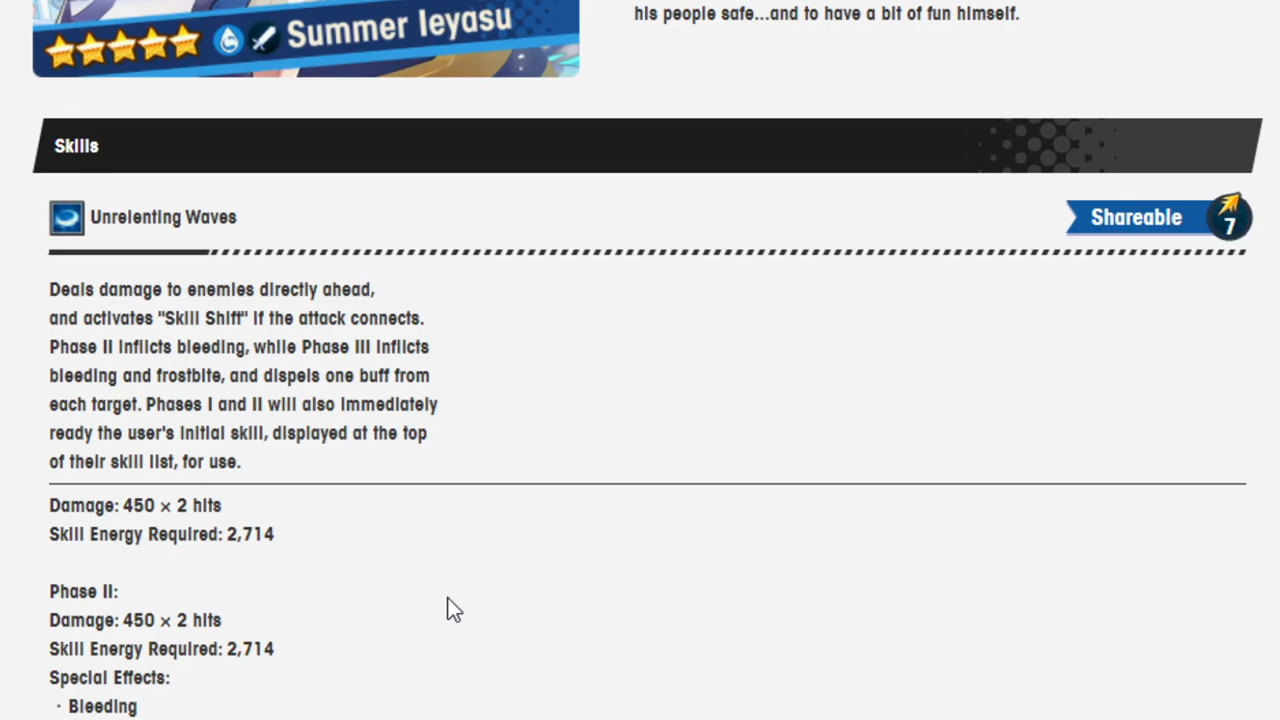 his people safe...and to have a bit of fun himself.
Summer Ieyasu
Skills
Unrelenting Waves
Shareable
7
Deals damage to enemies directly ahead,
and activates "Skill Shift" if the attack connects.
Phase II inflicts bleeding, while Phase III inflicts
bleeding and frostbite, and dispels one buff from
each target. Phases I and II will also immediately
ready the user's initial skill, displayed at the top
of their skill list, for use.
Damage: 450 × 2 hits
Skill Energy Required: 2,714
Phase II:
Damage: 450 × 2 hits
Skill Energy Required: 2,714
Special Effects:
· Bleeding